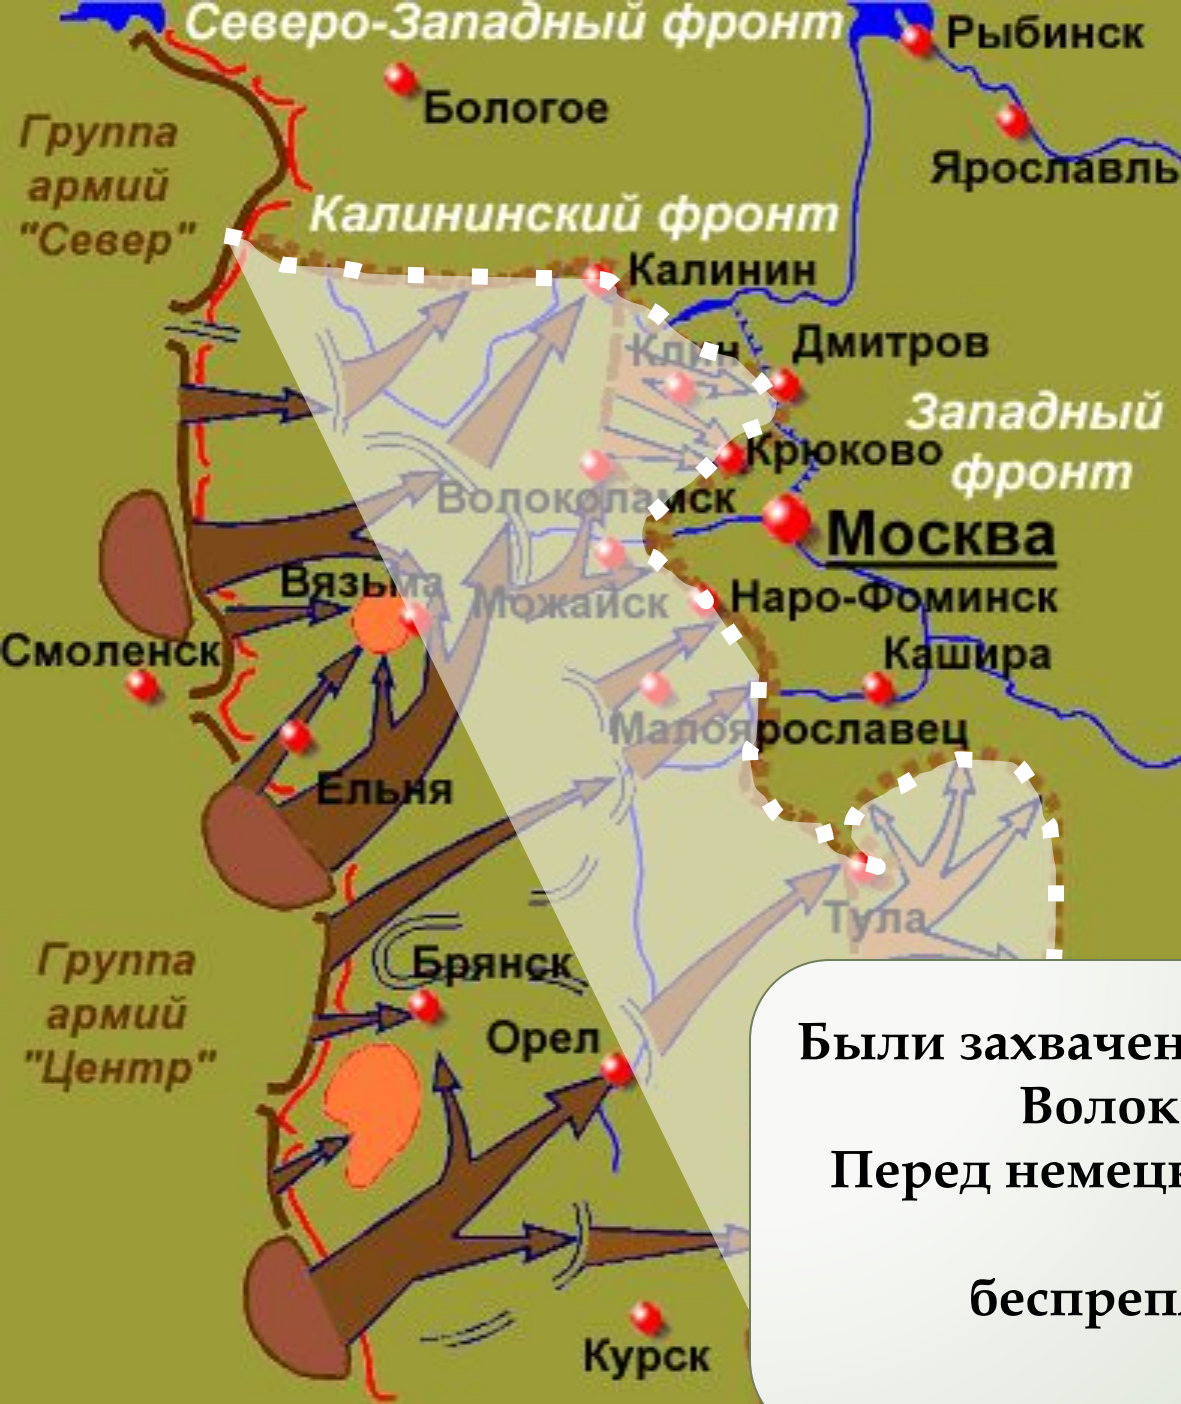 Северо-Западный фронт
Рыбинск
Бологое
Ярославль
Группа
армий
"Север"
Калининский фронт
Калинин
Клин
Дмитров
Западный
фронт
Крюково
Волоколамск
Москва
Вязьма
Можайск
Наро-Фоминск
Смоленск
Кашира
Малоярославец
Ельня
Тула
Группа
армий
"Центр"
Брянск
Орел
Курск
Были захвачен
Волок
Перед немецк
беспреп